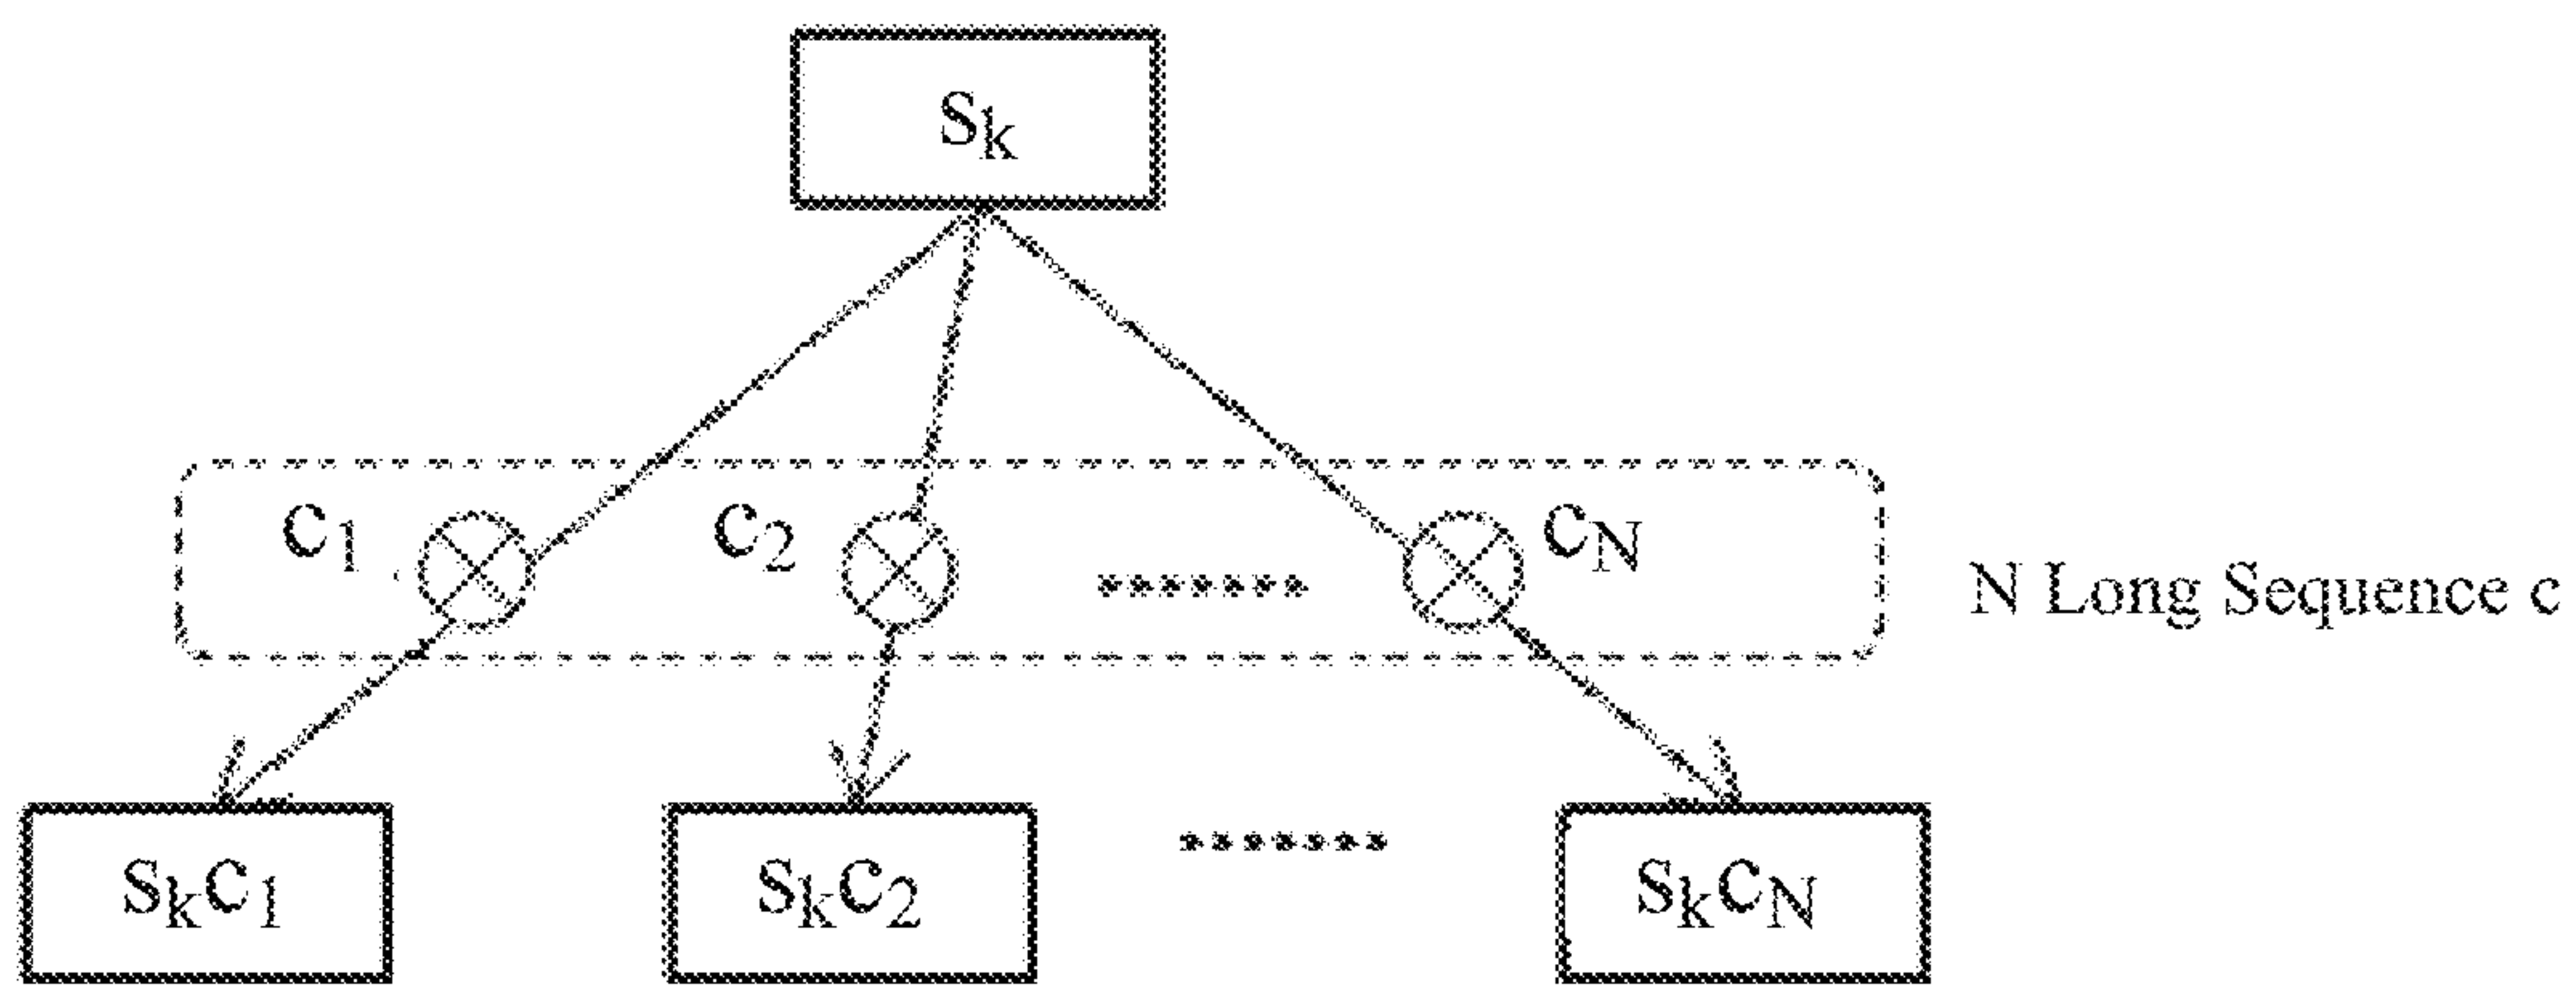 sk
c1 c2 ....... cN
N Long Sequence c
skc1 skc2 ....... skcN